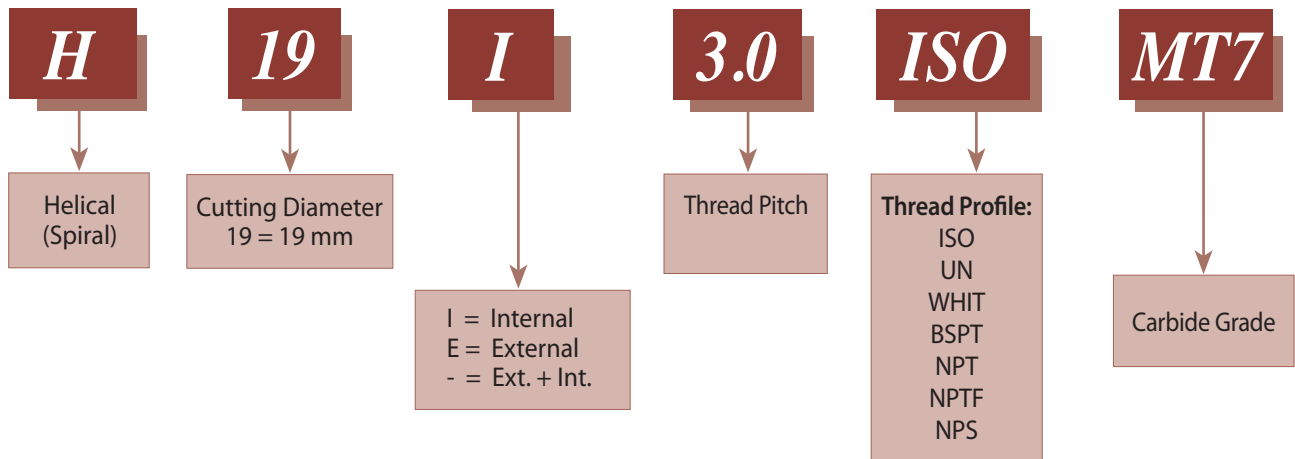 H
19
I
3.0
ISO
MT7
Helical
(Spiral)
Cutting Diameter
19 = 19 mm
I = Internal
E = External
- = Ext. + Int.
Thread Pitch
Thread Profile:
ISO
UN
WHIT
BSPT
NPT
NPTF
NPS
Carbide Grade